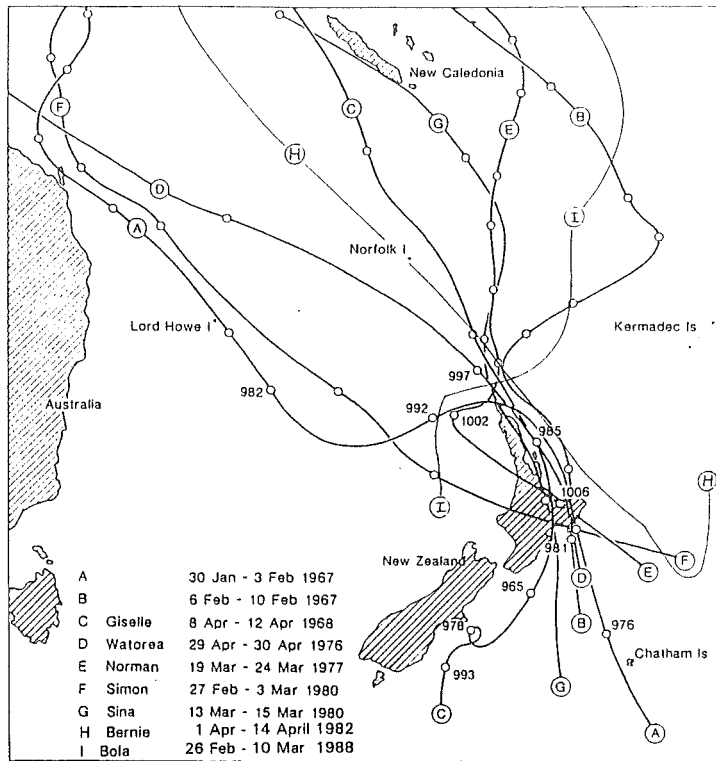 New Caledonia
F
C
G
B
E
H
D
I
A
Norfolk I
Lord Howe I
Kermadec Is
997
982
992
Australia
1002
985
H
1006
I
981
New Zealand
F
E
965
D
B
978
976
Chatham Is
993
G
C
A
A 30 Jan - 3 Feb 1967
B 6 Feb - 10 Feb 1967
C Giselle 8 Apr - 12 Apr 1968
D Watorea 29 Apr - 30 Apr 1976
E Norman 19 Mar - 24 Mar 1977
F Simon 27 Feb - 3 Mar 1980
G Sina 13 Mar - 15 Mar 1980
H Bernie 1 Apr - 14 April 1982
I Bola 26 Feb - 10 Mar 1988